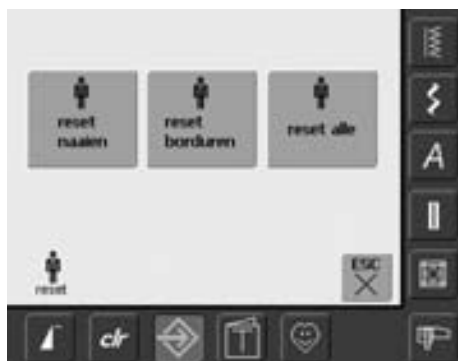 reset
naaien
reset
borduren
reset alle
reset
ESC
A
clr